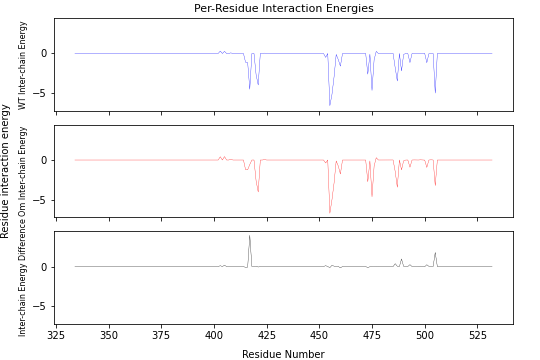 Per-Residue Interaction Energies
Residue interaction energy
WT Inter-chain Energy
0
−5
Om Inter-chain Energy
0
−5
Inter-chain Energy Difference
0
−5
325 350 375 400 425 450 475 500 525
Residue Number